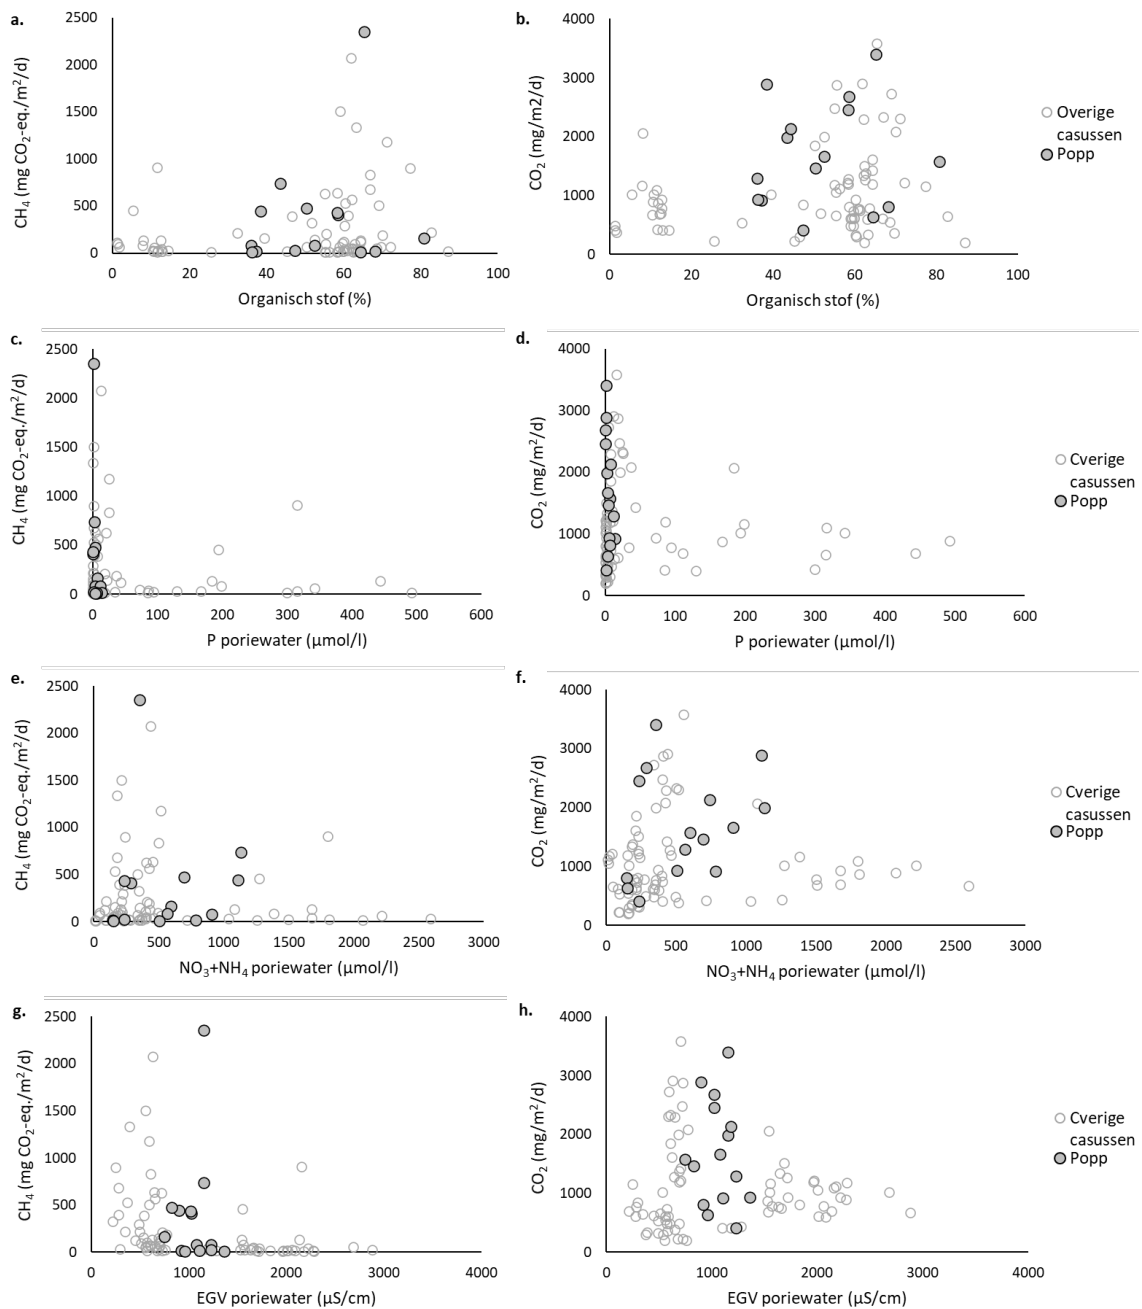 a.
2500
2000
1500
1000
500
0
CH₄ (mg CO₂-eq./m²/d)
0 20 40 60 80 100
Organisch stof (%)
b.
4000
3000
2000
1000
0
CO₂ (mg/m2/d)
0 20 40 60 80 100
Organisch stof (%)
Overige
casussen
Popp
c.
2500
2000
1500
1000
500
0
CH₄ (mg CO₂-eq./m²/d)
0 100 200 300 400 500 600
P poriewater (µmol/l)
d.
4000
3000
2000
1000
0
CO₂ (mg/m²/d)
0 100 200 300 400 500 600
P poriewater (µmol/l)
Cverige
casussen
Popp
e.
2500
2000
1500
1000
500
0
CH₄ (mg CO₂-eq./m²/d)
0 500 1000 1500 2000 2500 3000
NO₃+NH₄ poriewater (µmol/l)
f.
4000
3000
2000
1000
0
CO₂ (mg/m²/d)
0 500 1000 1500 2000 2500 3000
NO₃+NH₄ poriewater (µmol/l)
Cverige
casussen
Popp
g.
2500
2000
1500
1000
500
0
CH₄ (mg CO₂-eq./m²/d)
0 1000 2000 3000 4000
EGV poriewater (µS/cm)
h.
4000
3000
2000
1000
0
CO₂ (mg/m²/d)
0 1000 2000 3000 4000
EGV poriewater (µS/cm)
Cverige
casussen
Popp